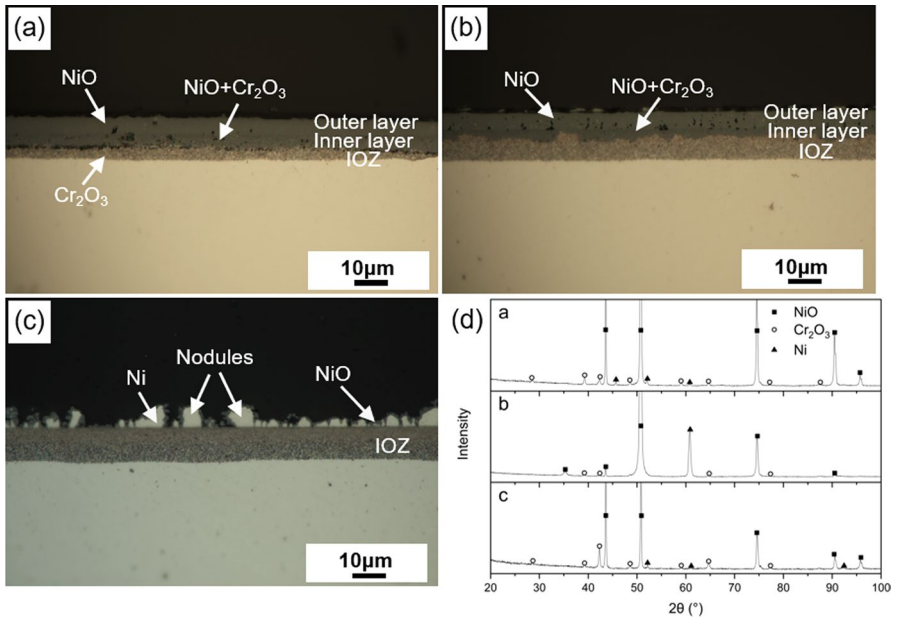 (a)
NiO
NiO+Cr₂O₃
Outer layer
Inner layer
IOZ
Cr₂O₃
10μm
(b)
NiO
NiO+Cr₂O₃
Outer layer
Inner layer
IOZ
10μm
(c)
Nodules
Ni
NiO
IOZ
10μm
(d)
a
NiO
Cr₂O₃
Ni
b
c
Intensity
20 30 40 50 60 70 80 90 100
2θ (°)